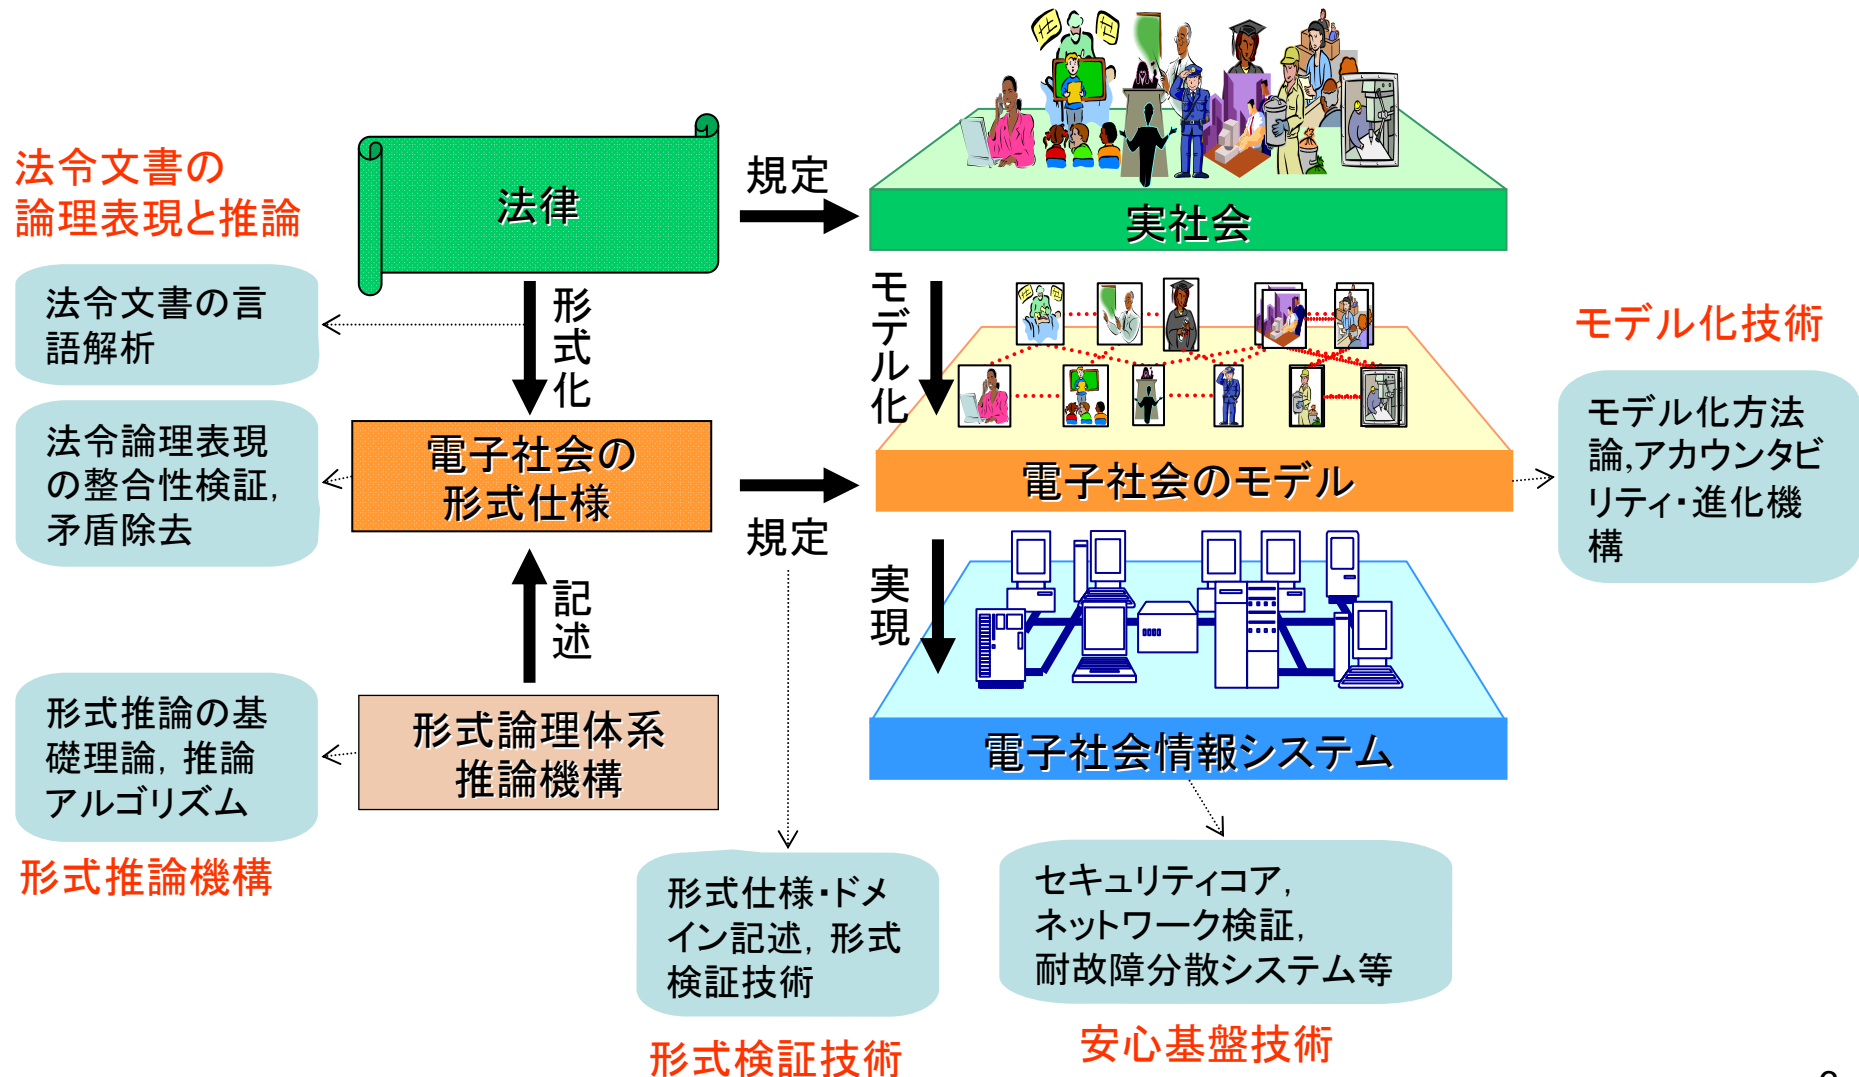 法令文書の
論理表現と推論
法律
規定
実社会
法令文書の言
語解析
形式化
モデル化
モデル化技術
法令論理表現
の整合性検証,
矛盾除去
電子社会の
形式仕様
規定
電子社会のモデル
モデル化方法
論,アカウンタビ
リティ・進化機
構
記述
実現
形式推論の基
礎理論, 推論
アルゴリズム
形式論理体系
推論機構
電子社会情報システム
形式推論機構
形式仕様・ドメ
イン記述, 形式
検証技術
セキュリティコア,
ネットワーク検証,
耐故障分散システム等
形式検証技術
安心基盤技術